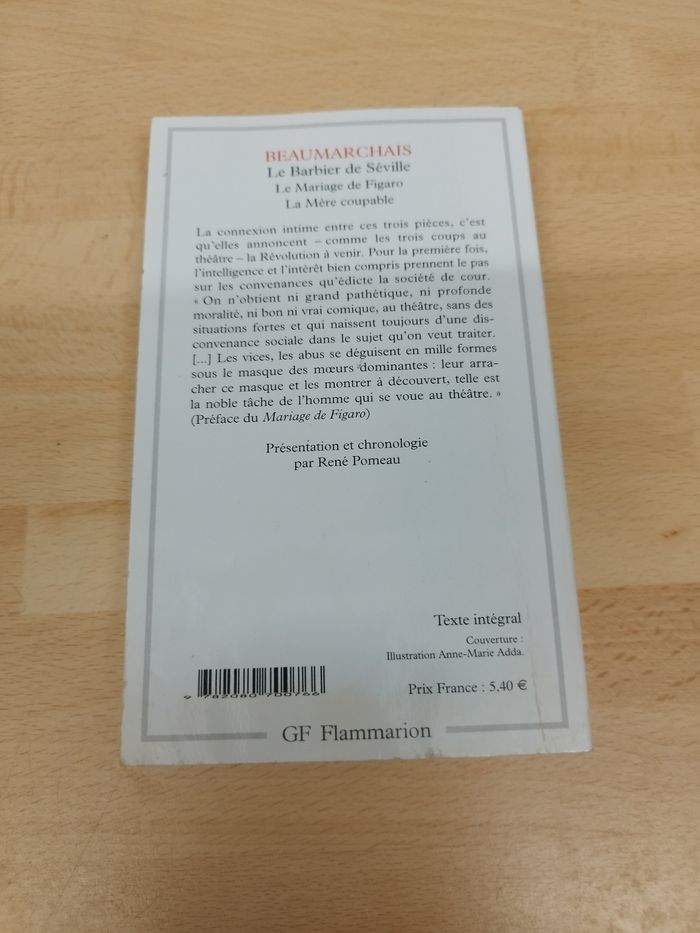 BEAUMARCHAIS
Le Barbier de Séville
Le Mariage de Figaro
La Mère coupable
La connexion intime entre ces trois pièces, c'est
qu'elles annoncent – comme les trois coups au
théâtre – la Révolution à venir. Pour la première fois,
l'intelligence et l'intérêt bien compris prennent le pas
sur les convenances qu'édicte la société de cour.
« On n'obtient ni grand pathétique, ni profonde
moralité, ni bon ni vrai comique, au théâtre, sans des
situations fortes et qui naissent toujours d'une dis-
convenance sociale dans le sujet qu'on veut traiter.
[...] Les vices, les abus se déguisent en mille formes
sous le masque des mœurs dominantes : leur arra-
cher ce masque et les montrer à découvert, telle est
la noble tâche de l'homme qui se voue au théâtre. »
(Préface du Mariage de Figaro)
Présentation et chronologie
par René Pomeau
Texte intégral
Couverture :
Illustration Anne-Marie Adda.
9 782080 700766
Prix France : 5,40 €
GF Flammarion